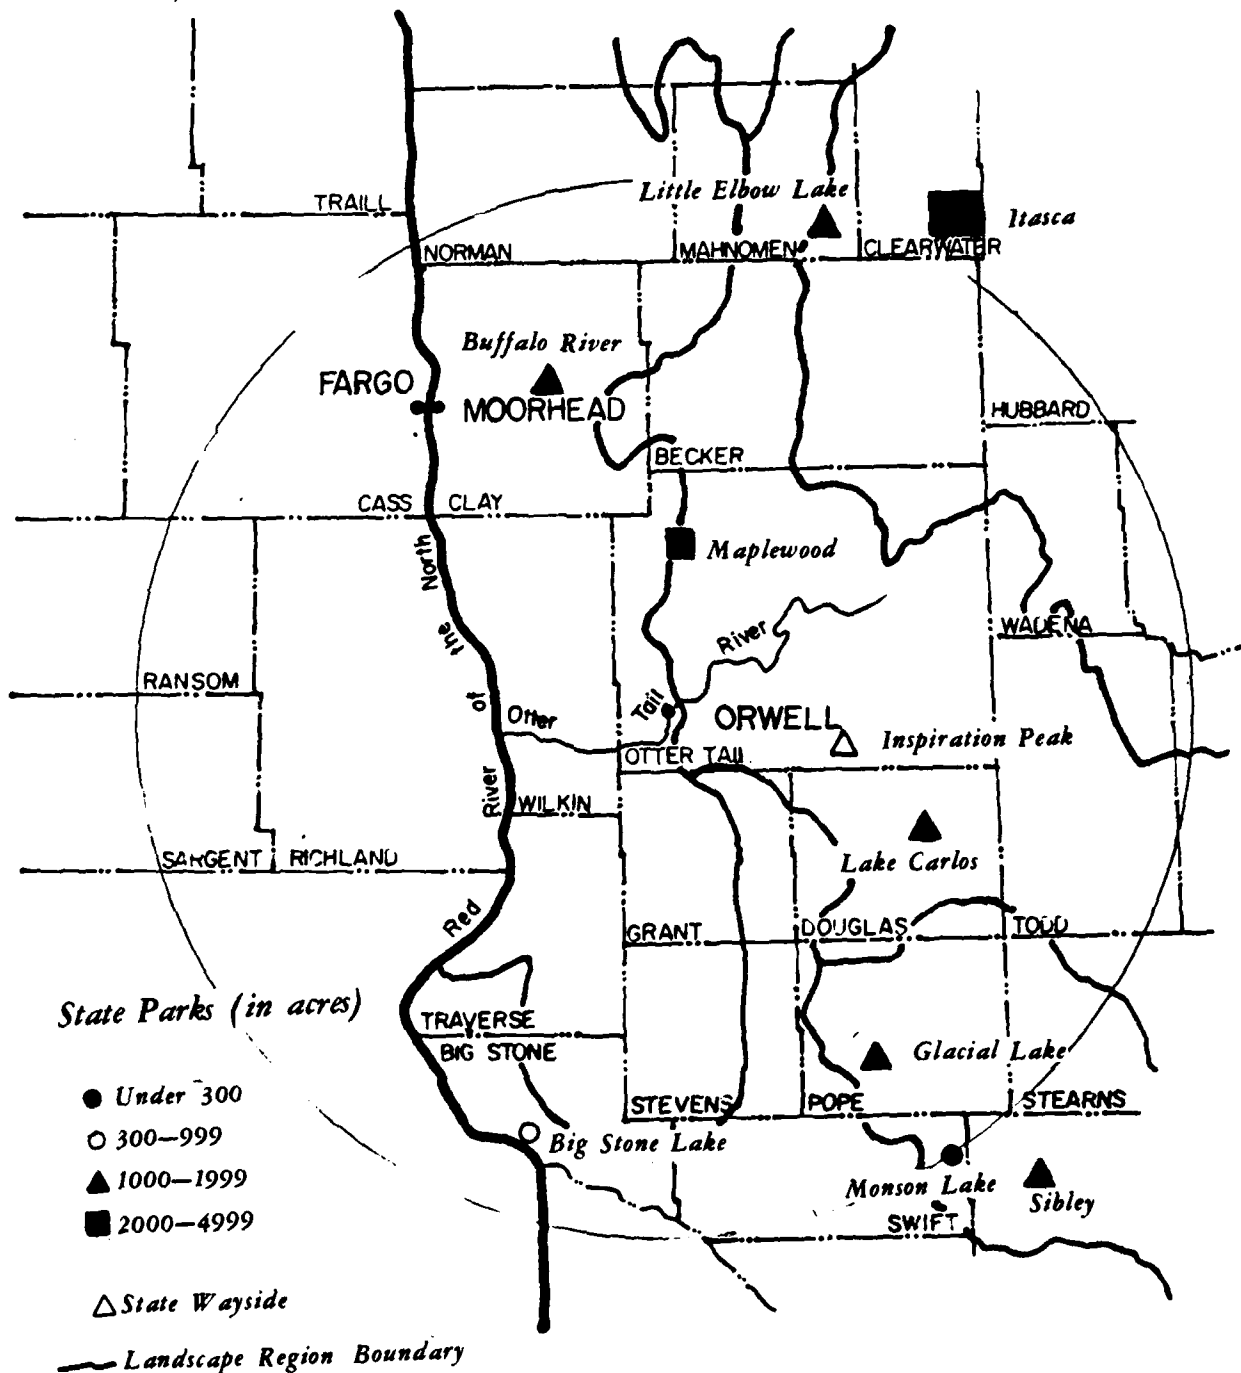 TRAILL
Little Elbow Lake
Itasca
NORMAN
MAHNOMEN
CLEARWATER
Buffalo River
FARGO
MOORHEAD
HUBBARD
BECKER
CASS
CLAY
Maplewood
WADENA
River
RANSOM
Tail
ORWELL
Otter
Inspiration Peak
OTTER TAIL
WILKIN
Red River of the North
SARGENT
RICHLAND
Lake Carlos
GRANT
DOUGLAS
TODD
State Parks (in acres)
TRAVERSE
BIG STONE
Glacial Lake
Under 300
STEVENS
POPE
STEARNS
300-999
Big Stone Lake
1000-1999
Monson Lake
Sibley
2000-4999
SWIFT
State Wayside
Landscape Region Boundary